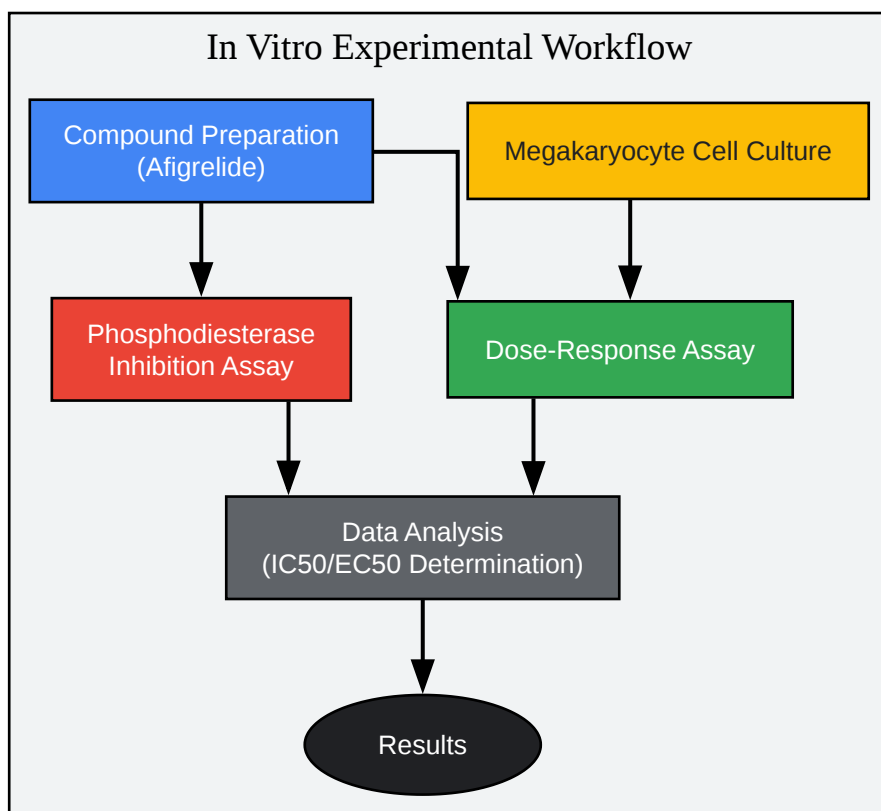 In Vitro Experimental Workflow
Compound Preparation
(Afigrelide)
Megakaryocyte Cell Culture
Phosphodiesterase
Inhibition Assay
Dose-Response Assay
Data Analysis
(IC50/EC50 Determination)
Results